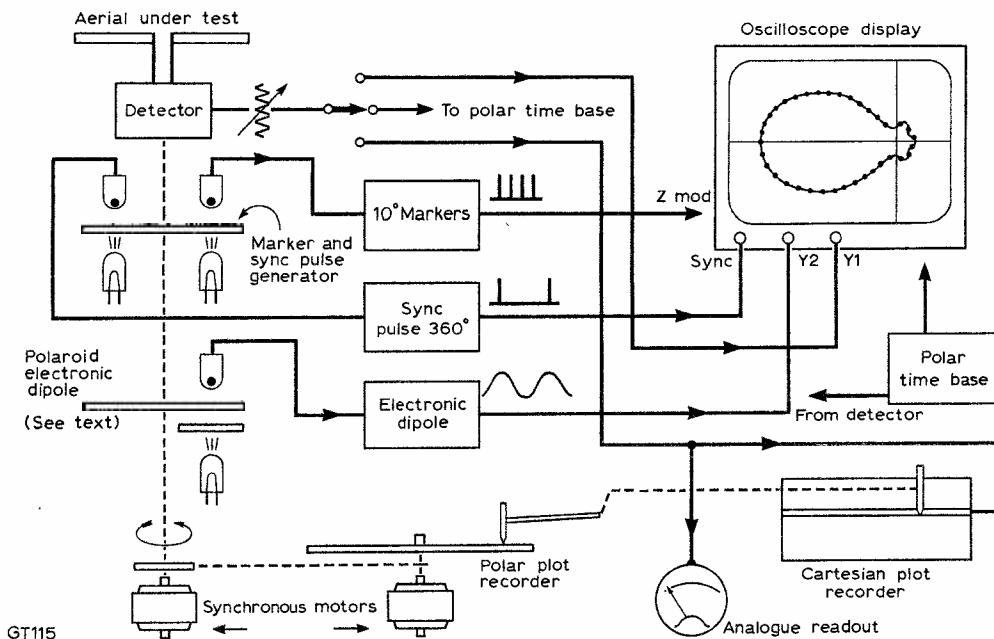 Aerial under test
Oscilloscope display
Detector
To polar time base
10° Markers
Z mod
Marker and
sync pulse
generator
Sync
Y2
Y1
Sync
pulse 360°
Polaroid
electronic
dipole
(See text)
Polar
time base
Electronic
dipole
From detector
Polar plot
recorder
Synchronous motors
Cartesian plot
recorder
Analogue readout
GT115